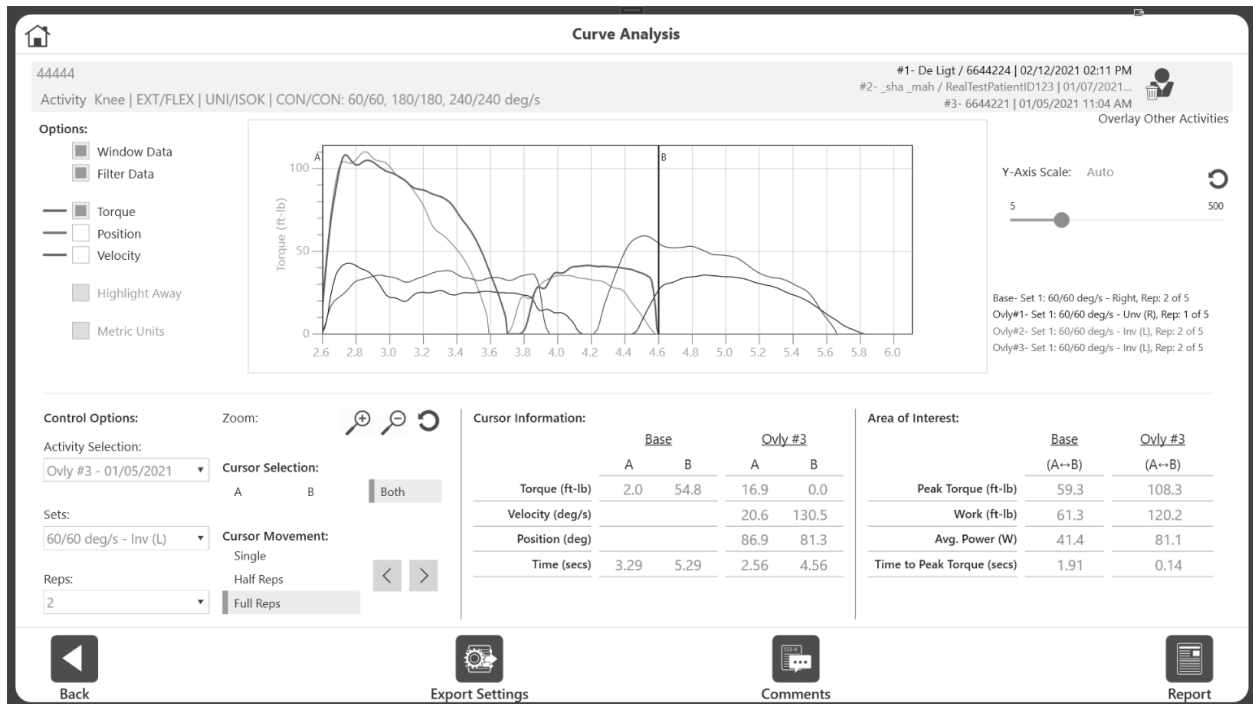 Curve Analysis
44444
Activity Knee | EXT/FLEX | UNI/ISOK | CON/CON: 60/60, 180/180, 240/240 deg/s
#1- De Ligt / 6644224 | 02/12/2021 02:11 PM
#2- _sha _mah / RealTestPatientID123 | 01/07/2021...
#3- 6644221 | 01/05/2021 11:04 AM
Overlay Other Activities
Options:
Window Data
Filter Data
Torque
Position
Velocity
Highlight Away
Metric Units
Torque (ft-lb)
100
50
0
A
B
2.6 2.8 3.0 3.2 3.4 3.6 3.8 4.0 4.2 4.4 4.6 4.8 5.0 5.2 5.4 5.6 5.8 6.0
Y-Axis Scale: Auto
5 500
Base- Set 1: 60/60 deg/s - Right, Rep: 2 of 5
Ovly#1- Set 1: 60/60 deg/s - Unv (R), Rep: 1 of 5
Ovly#2- Set 1: 60/60 deg/s - Inv (L), Rep: 2 of 5
Ovly#3- Set 1: 60/60 deg/s - Inv (L), Rep: 2 of 5
Control Options:
Activity Selection:
Ovly #3 - 01/05/2021
Sets:
60/60 deg/s - Inv (L)
Reps:
2
Zoom:
Cursor Selection:
A B Both
Cursor Movement:
Single
Half Reps
Full Reps
Cursor Information:
Base Ovly #3
A B A B
Torque (ft-lb) 2.0 54.8 16.9 0.0
Velocity (deg/s) 20.6 130.5
Position (deg) 86.9 81.3
Time (secs) 3.29 5.29 2.56 4.56
Area of Interest:
Base Ovly #3
(A↔B) (A↔B)
Peak Torque (ft-lb) 59.3 108.3
Work (ft-lb) 61.3 120.2
Avg. Power (W) 41.4 81.1
Time to Peak Torque (secs) 1.91 0.14
Back
Export Settings
Comments
Report